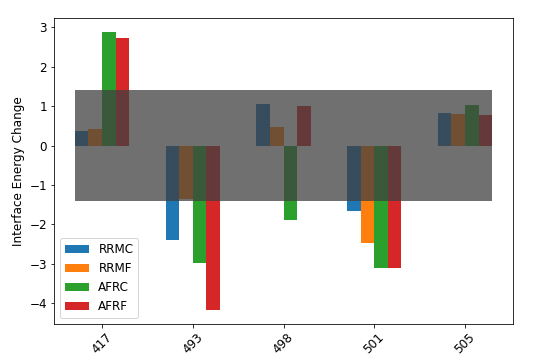 3
2
1
0
−1
−2
−3
−4
Interface Energy Change
RRMC
RRMF
AFRC
AFRF
417
493
498
501
505